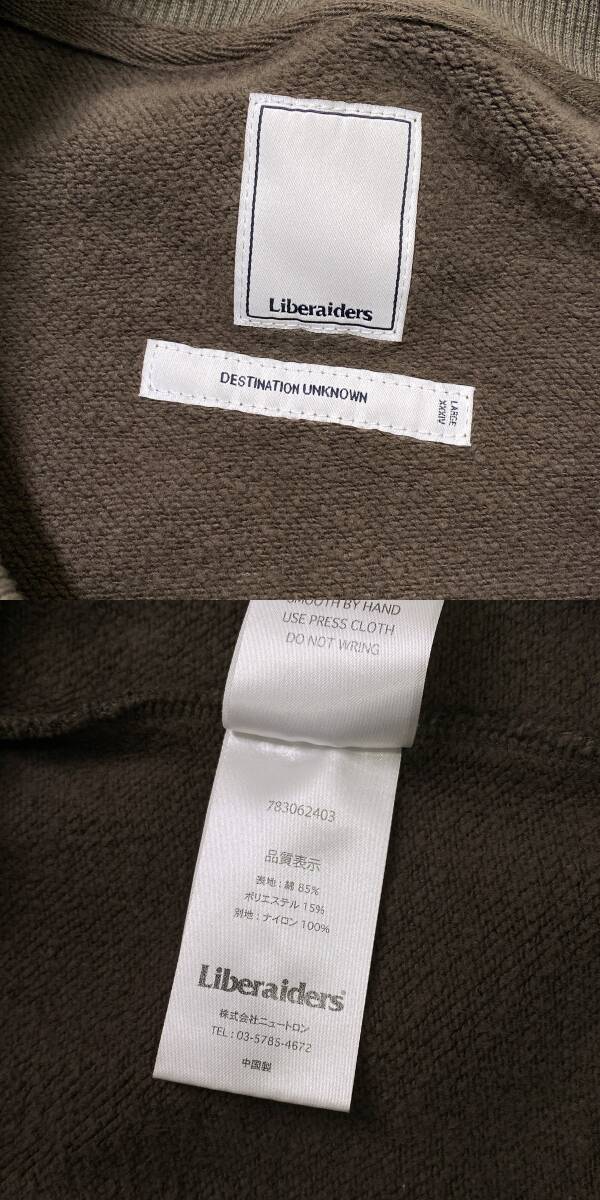 Liberaiders
DESTINATION UNKNOWN
LARGE
XXXIV
SMOOTH BY HAND
USE PRESS CLOTH
DO NOT WRING
783062403
品質表示
表地 : 綿 85%
ポリエステル 15%
別地 : ナイロン 100%
Liberaiders®
株式会社ニュートロン
TEL : 03-5785-4672
中国製